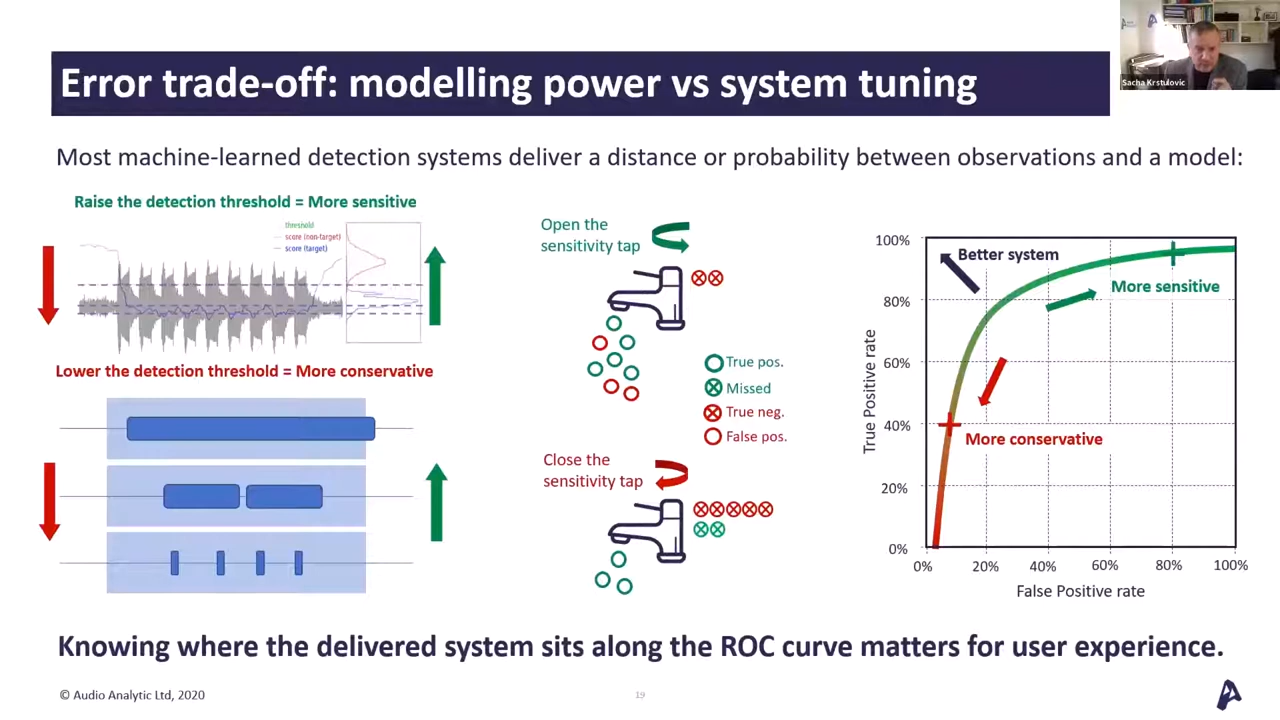 Error trade-off: modelling power vs system tuning
Sacha Krstulovic
Most machine-learned detection systems deliver a distance or probability between observations and a model:
Raise the detection threshold = More sensitive
threshold
score (non-target)
score (target)
Lower the detection threshold = More conservative
Open the
sensitivity tap
True pos.
Missed
True neg.
False pos.
Close the
sensitivity tap
100%
80%
60%
40%
20%
0%
True Positive rate
Better system
More sensitive
More conservative
0% 20% 40% 60% 80% 100%
False Positive rate
Knowing where the delivered system sits along the ROC curve matters for user experience.
© Audio Analytic Ltd, 2020
19